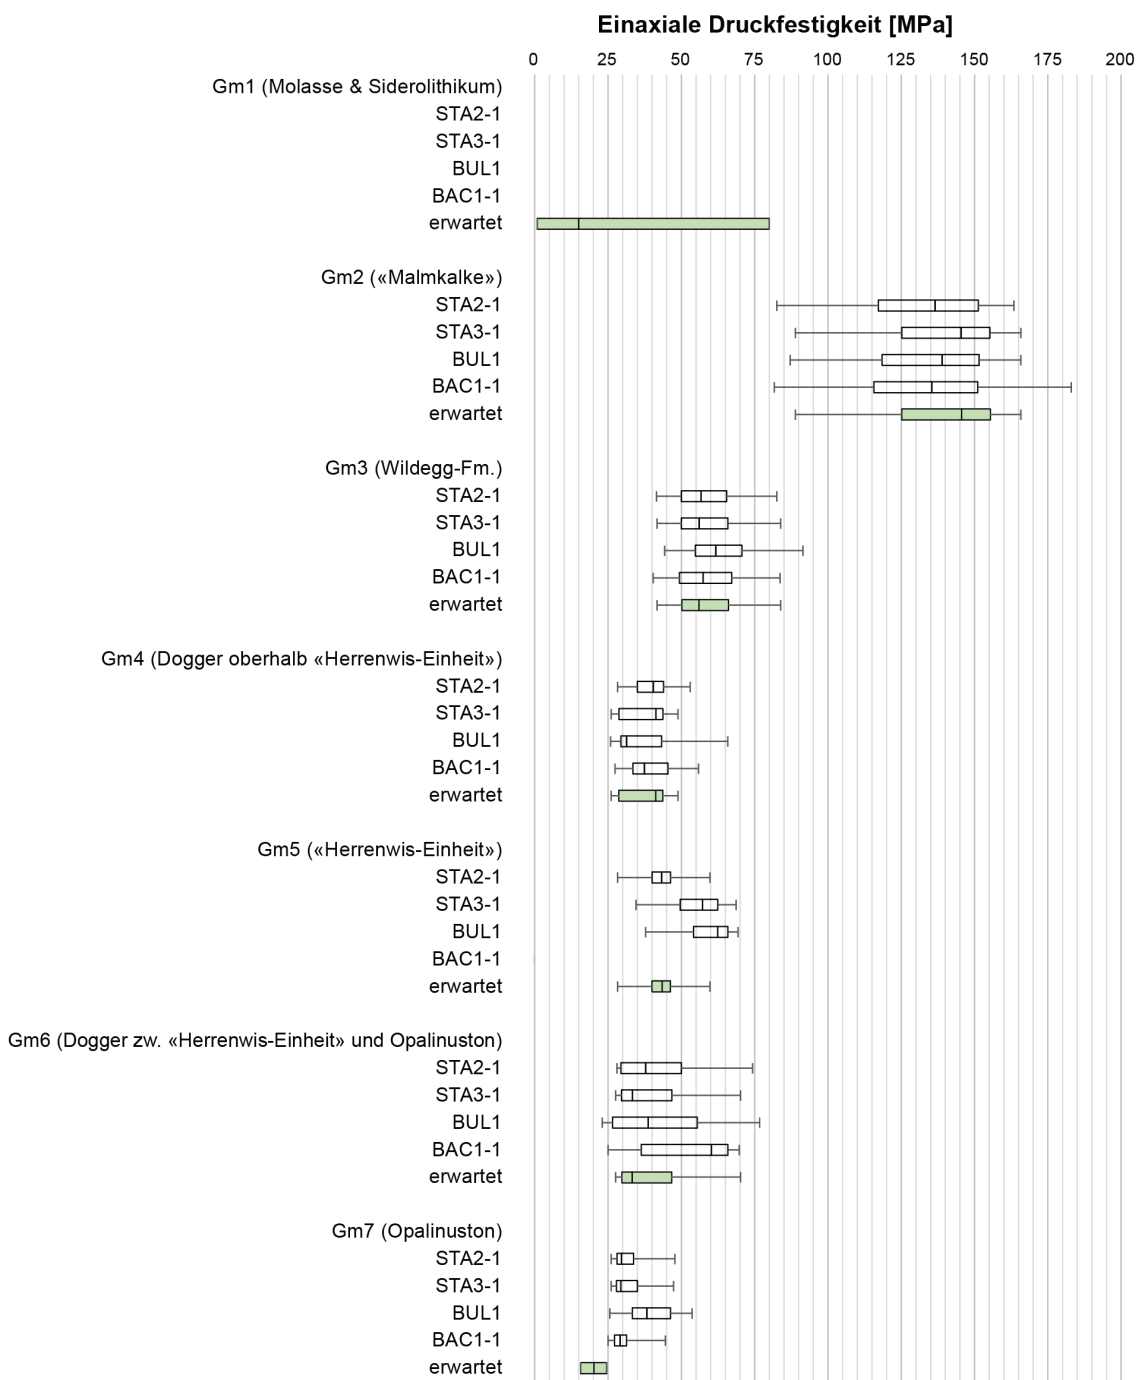 Einaxiale Druckfestigkeit [MPa]
0 25 50 75 100 125 150 175 200
Gm1 (Molasse & Siderolithikum)
STA2-1
STA3-1
BUL1
BAC1-1
erwartet
Gm2 («Malmkalke»)
STA2-1
STA3-1
BUL1
BAC1-1
erwartet
Gm3 (Wildegg-Fm.)
STA2-1
STA3-1
BUL1
BAC1-1
erwartet
Gm4 (Dogger oberhalb «Herrenwis-Einheit»)
STA2-1
STA3-1
BUL1
BAC1-1
erwartet
Gm5 («Herrenwis-Einheit»)
STA2-1
STA3-1
BUL1
BAC1-1
erwartet
Gm6 (Dogger zw. «Herrenwis-Einheit» und Opalinuston)
STA2-1
STA3-1
BUL1
BAC1-1
erwartet
Gm7 (Opalinuston)
STA2-1
STA3-1
BUL1
BAC1-1
erwartet